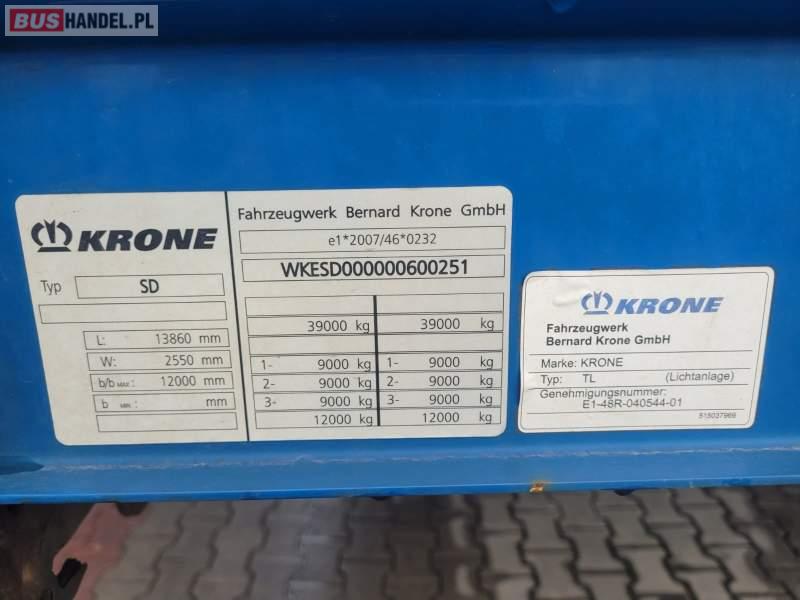 BUSHANDEL.PL
KRONE
Typ SD
L: 13860 mm
W: 2550 mm
b/b MAX: 12000 mm
b MIN: mm
Fahrzeugwerk Bernard Krone GmbH
e1*2007/46*0232
WKESD000000600251
39000 kg 39000 kg
1- 9000 kg 1- 9000 kg
2- 9000 kg 2- 9000 kg
3- 9000 kg 3- 9000 kg
12000 kg 12000 kg
KRONE
Fahrzeugwerk
Bernard Krone GmbH
Marke: KRONE
Typ: TL (Lichtanlage)
Genehmigungsnummer:
E1-48R-040544-01
515037969